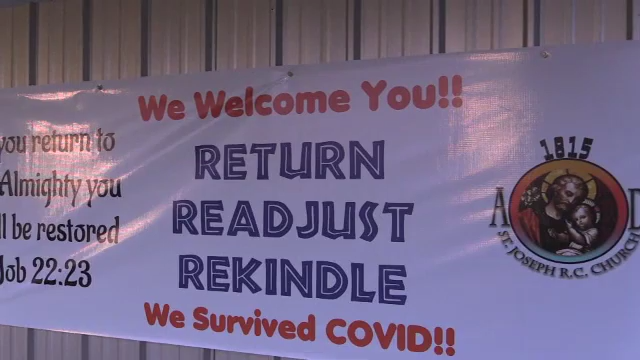 you return to
Almighty you
ll be restored
Job 22:23
We Welcome You!!
RETURN
READJUST
REKINDLE
We Survived COVID!!
1815
A D
ST. JOSEPH R.C. CHURCH